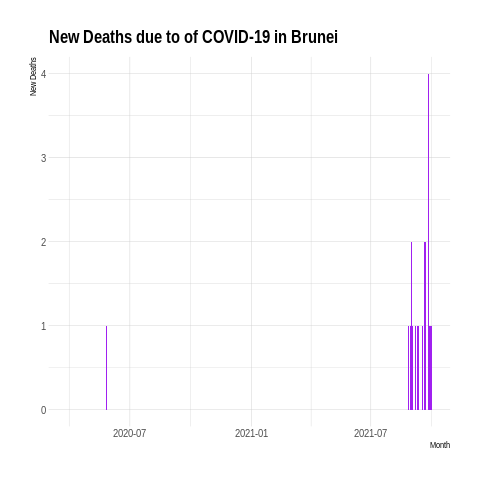 New Deaths due to of COVID-19 in Brunei
New Deaths
4
3
2
1
0
2020-07
2021-01
2021-07
Month